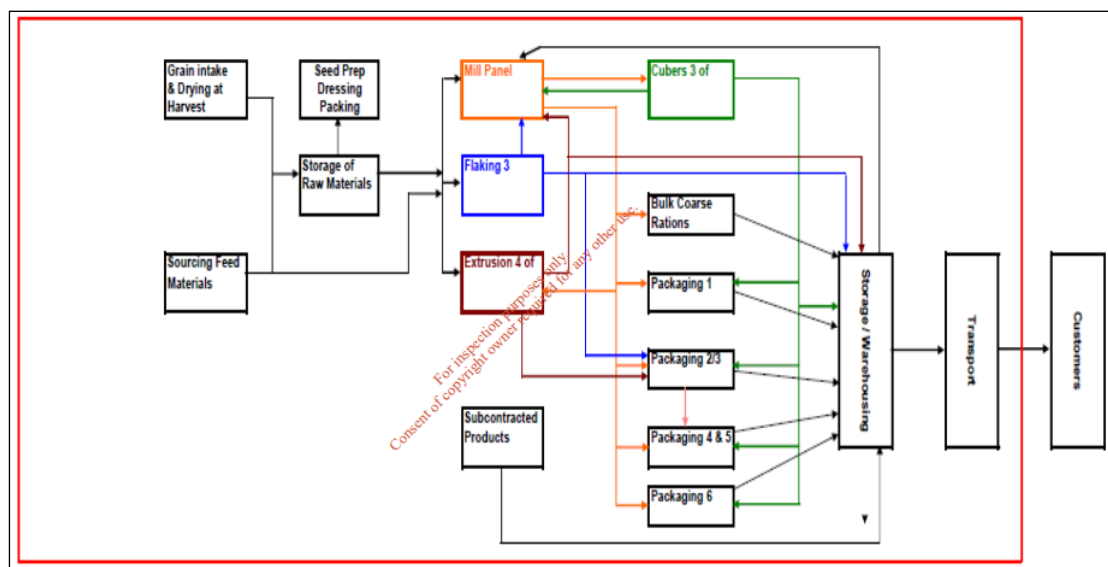 Grain intake
& Drying at
Harvest
Seed Prep
Dressing
Packing
Mill Panel
Cubers 3 of
Storage of
Raw Materials
Flaking 3
Bulk Coarse
Rations
Sourcing Feed
Materials
Extrusion 4 of
Packaging 1
Packaging 2/3
Subcontracted
Products
Packaging 4 & 5
Packaging 6
Storage / Warehousing
Transport
Customers
For inspection purposes only.
Consent of copyright owner required for any other use.